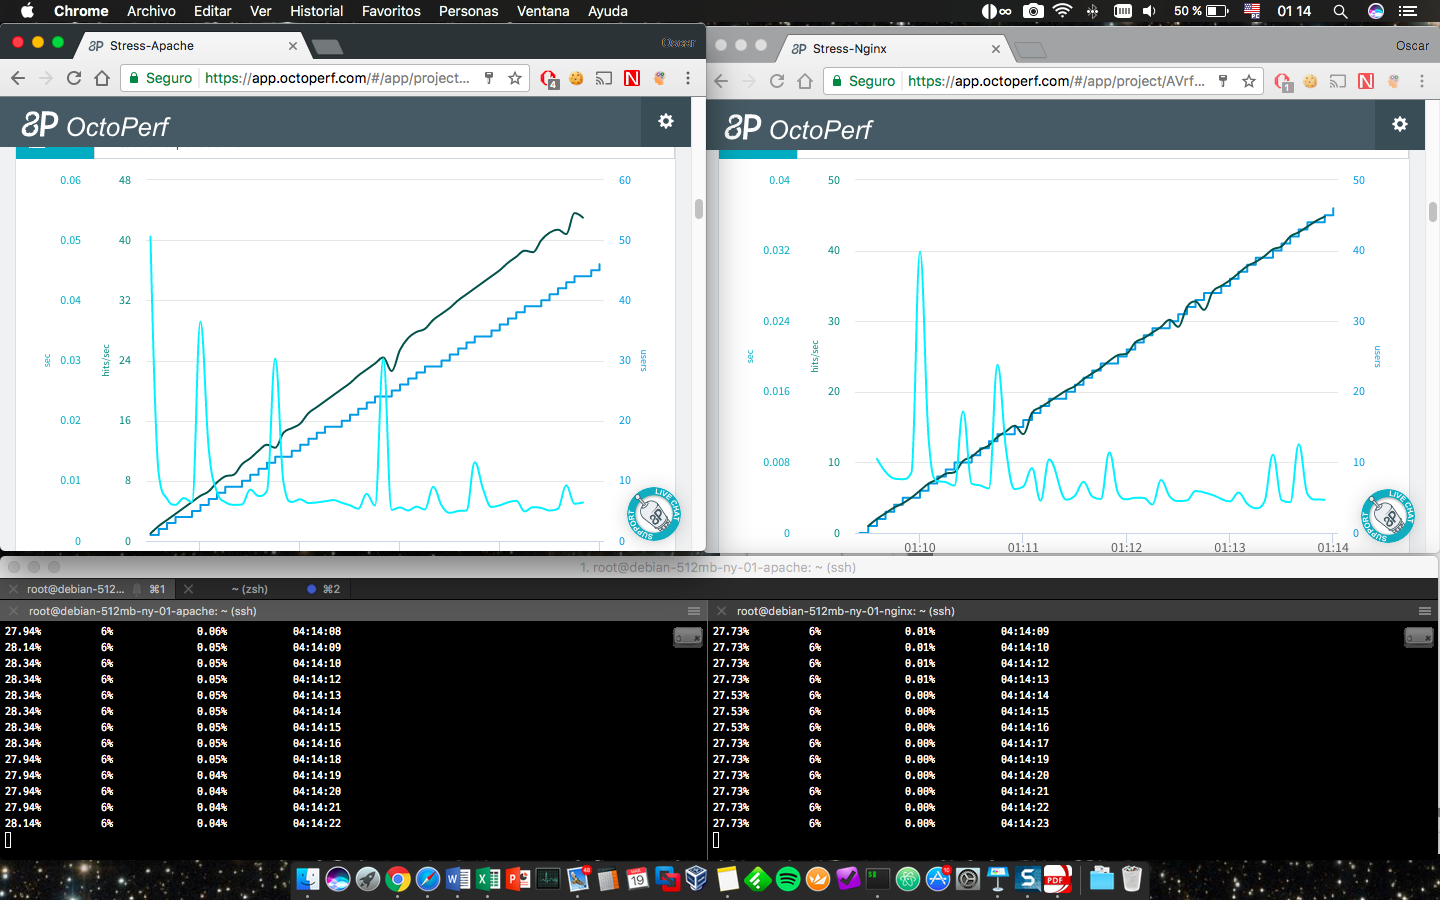 Chrome Archivo Editar Ver Historial Favoritos Personas Ventana Ayuda 50 % 01 14
Stress-Apache Oscar
Seguro https://app.octoperf.com/#/app/project... 4
OctoPerf
0.06 48 60
0.05 40 50
0.04 32 40
0.03 24 30
sec hits/sec users
0.02 16 20
0.01 8 10
0 0 0
LIVE CHAT SUPPORT
Stress-Nginx Oscar
Seguro https://app.octoperf.com/#/app/project/AVrf... 1
OctoPerf
0.04 50 50
0.032 40 40
0.024 30 30
sec hits/sec users
0.016 20 20
0.008 10 10
0 0 0
01:10 01:11 01:12 01:13 01:14
LIVE CHAT SUPPORT
1. root@debian-512mb-ny-01-apache: ~ (ssh)
root@debian-512... ⌘1 ~ (zsh) ⌘2
root@debian-512mb-ny-01-apache: ~ (ssh)
27.94% 6% 0.06% 04:14:08
28.14% 6% 0.05% 04:14:09
28.34% 6% 0.05% 04:14:10
28.34% 6% 0.05% 04:14:12
28.34% 6% 0.05% 04:14:13
28.34% 6% 0.05% 04:14:14
28.34% 6% 0.05% 04:14:15
28.34% 6% 0.05% 04:14:16
27.94% 6% 0.05% 04:14:18
27.94% 6% 0.04% 04:14:19
27.94% 6% 0.04% 04:14:20
27.94% 6% 0.04% 04:14:21
28.14% 6% 0.04% 04:14:22
root@debian-512mb-ny-01-nginx: ~ (ssh)
27.73% 6% 0.01% 04:14:09
27.73% 6% 0.01% 04:14:10
27.73% 6% 0.01% 04:14:12
27.73% 6% 0.01% 04:14:13
27.53% 6% 0.00% 04:14:14
27.53% 6% 0.00% 04:14:15
27.53% 6% 0.00% 04:14:16
27.73% 6% 0.00% 04:14:17
27.73% 6% 0.00% 04:14:19
27.73% 6% 0.00% 04:14:20
27.73% 6% 0.00% 04:14:21
27.73% 6% 0.00% 04:14:22
27.73% 6% 0.00% 04:14:23
19
PDF